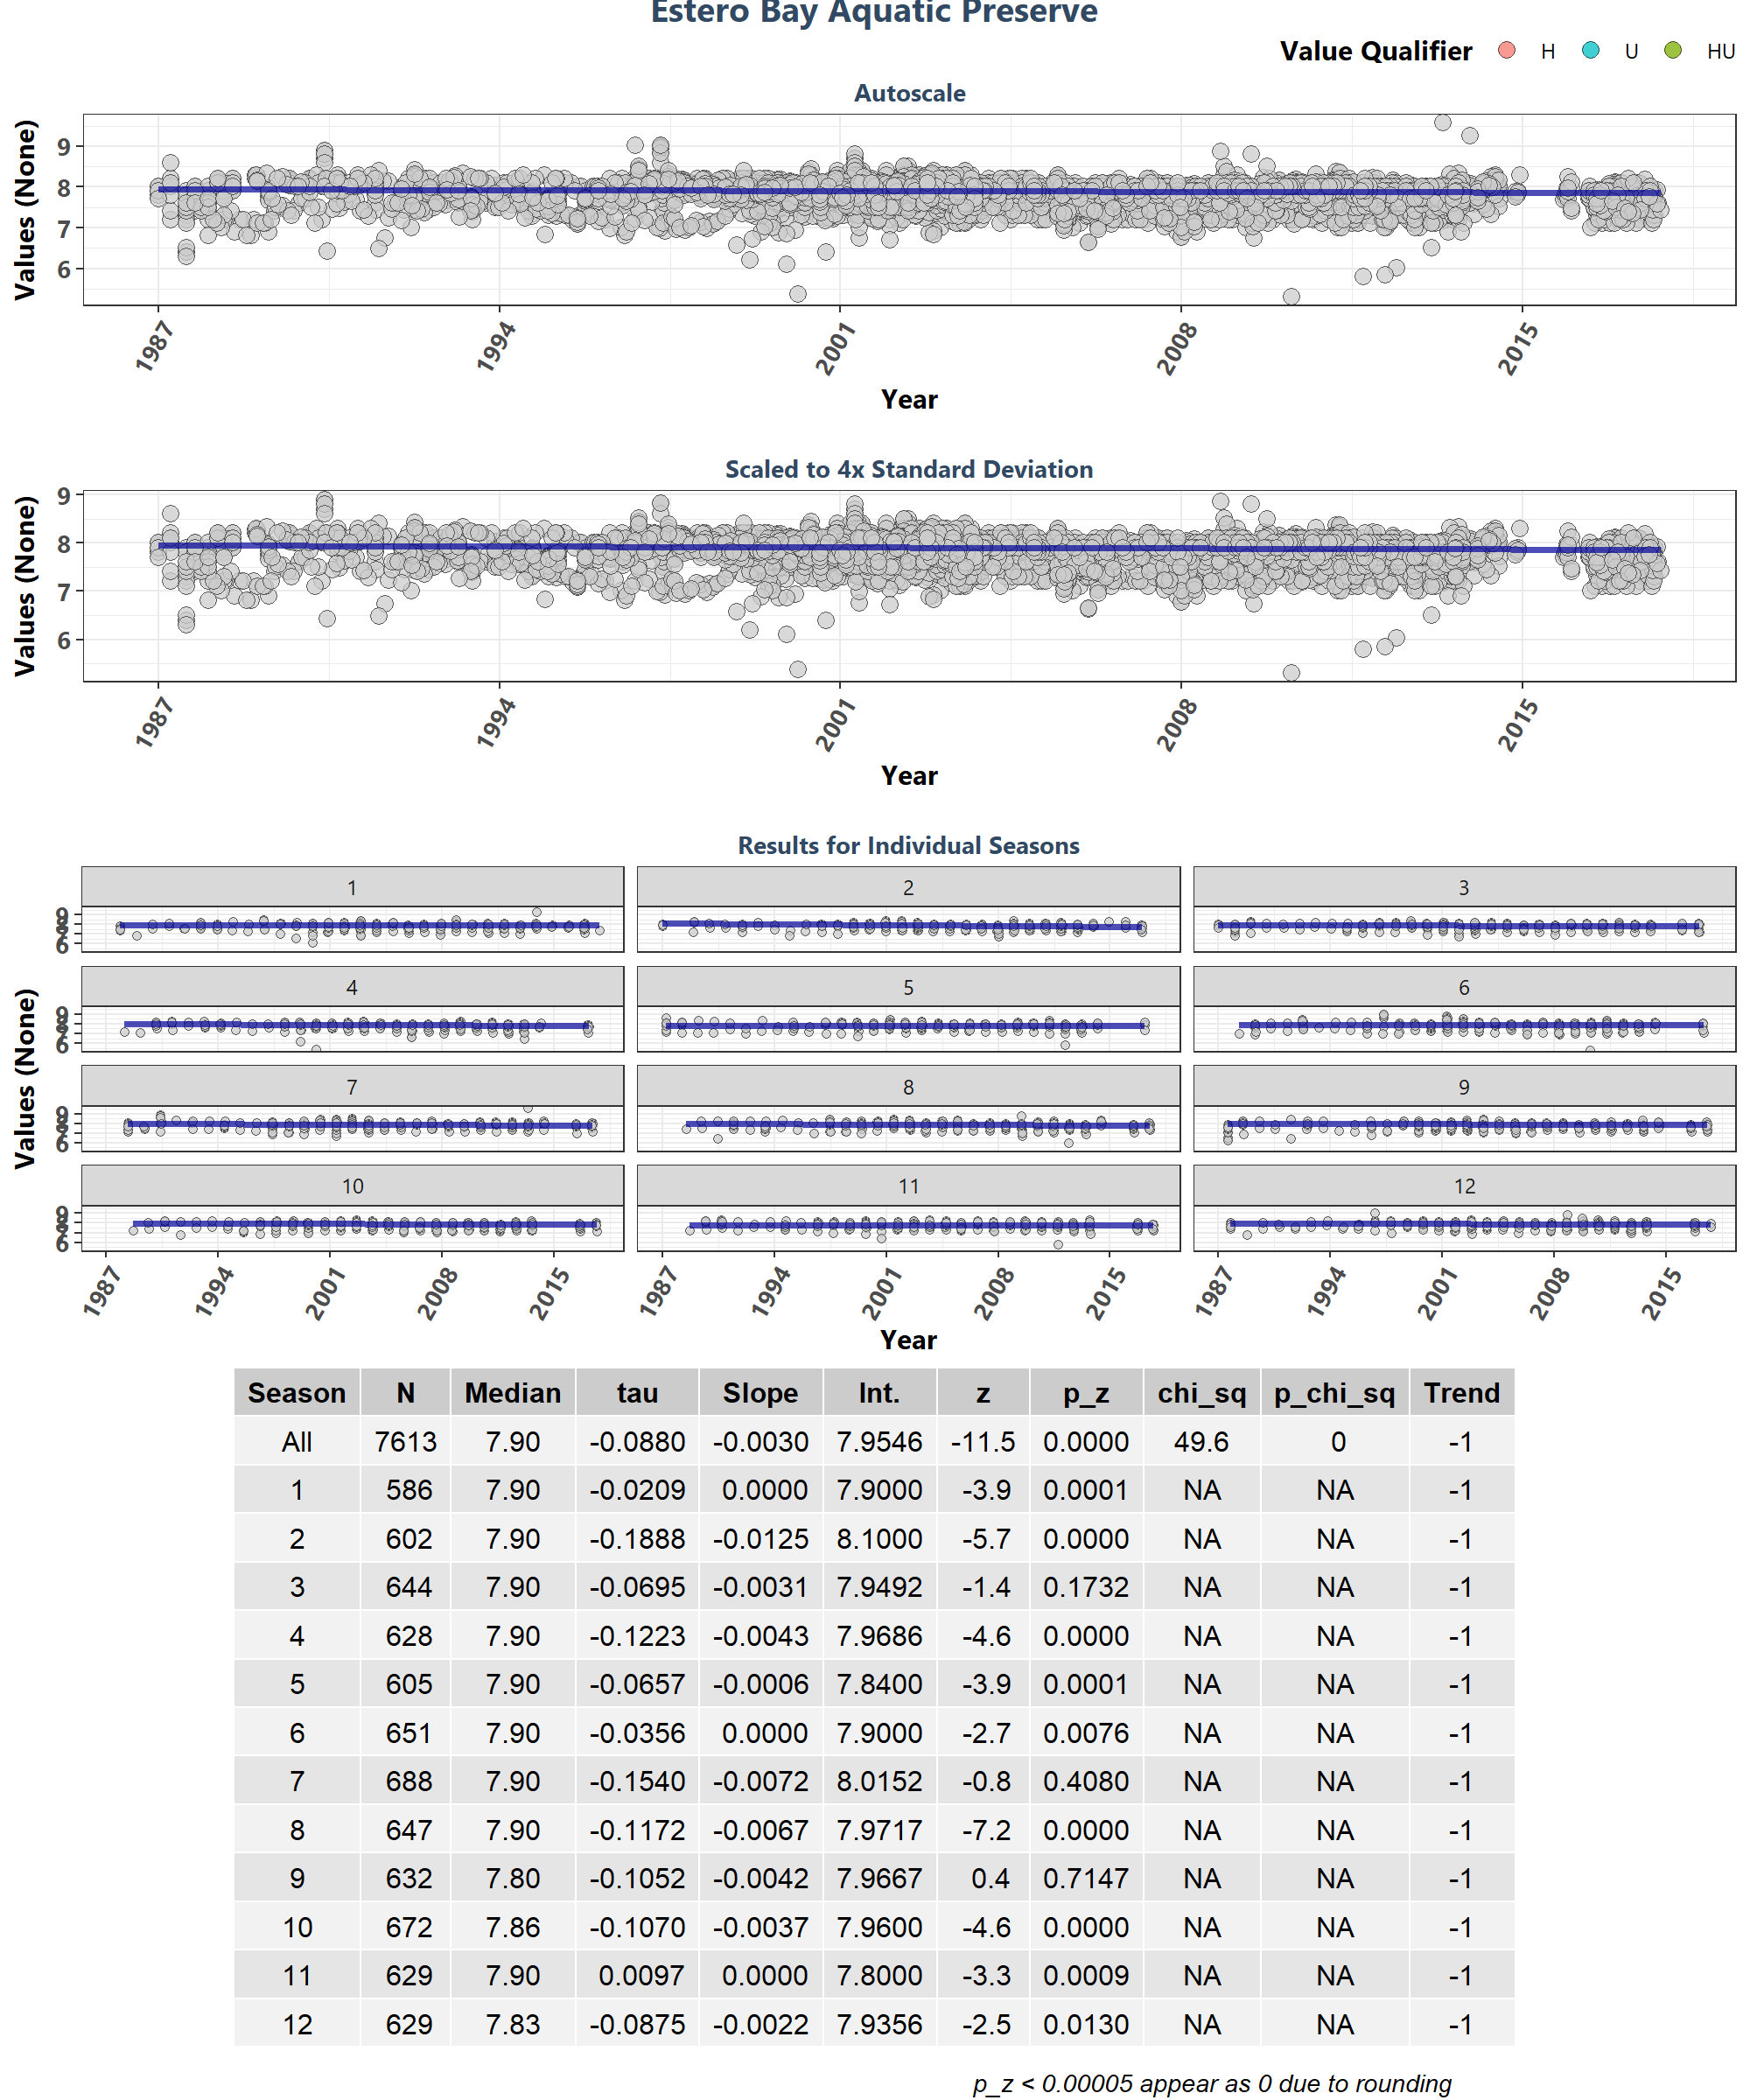 Estero Bay Aquatic Preserve
Value Qualifier H U HU
Autoscale
Values (None)
9
8
7
6
1987 1994 2001 2008 2015
Year
Scaled to 4x Standard Deviation
Values (None)
9
8
7
6
1987 1994 2001 2008 2015
Year
Results for Individual Seasons
Values (None)
1 2 3
9
8
7
6
4 5 6
9
8
7
6
7 8 9
9
8
7
6
10 11 12
9
8
7
6
1987 1994 2001 2008 2015 1987 1994 2001 2008 2015 1987 1994 2001 2008 2015
Year
Season N Median tau Slope Int. z p_z chi_sq p_chi_sq Trend
All 7613 7.90 -0.0880 -0.0030 7.9546 -11.5 0.0000 49.6 0 -1
1 586 7.90 -0.0209 0.0000 7.9000 -3.9 0.0001 NA NA -1
2 602 7.90 -0.1888 -0.0125 8.1000 -5.7 0.0000 NA NA -1
3 644 7.90 -0.0695 -0.0031 7.9492 -1.4 0.1732 NA NA -1
4 628 7.90 -0.1223 -0.0043 7.9686 -4.6 0.0000 NA NA -1
5 605 7.90 -0.0657 -0.0006 7.8400 -3.9 0.0001 NA NA -1
6 651 7.90 -0.0356 0.0000 7.9000 -2.7 0.0076 NA NA -1
7 688 7.90 -0.1540 -0.0072 8.0152 -0.8 0.4080 NA NA -1
8 647 7.90 -0.1172 -0.0067 7.9717 -7.2 0.0000 NA NA -1
9 632 7.80 -0.1052 -0.0042 7.9667 0.4 0.7147 NA NA -1
10 672 7.86 -0.1070 -0.0037 7.9600 -4.6 0.0000 NA NA -1
11 629 7.90 0.0097 0.0000 7.8000 -3.3 0.0009 NA NA -1
12 629 7.83 -0.0875 -0.0022 7.9356 -2.5 0.0130 NA NA -1
p_z < 0.00005 appear as 0 due to rounding